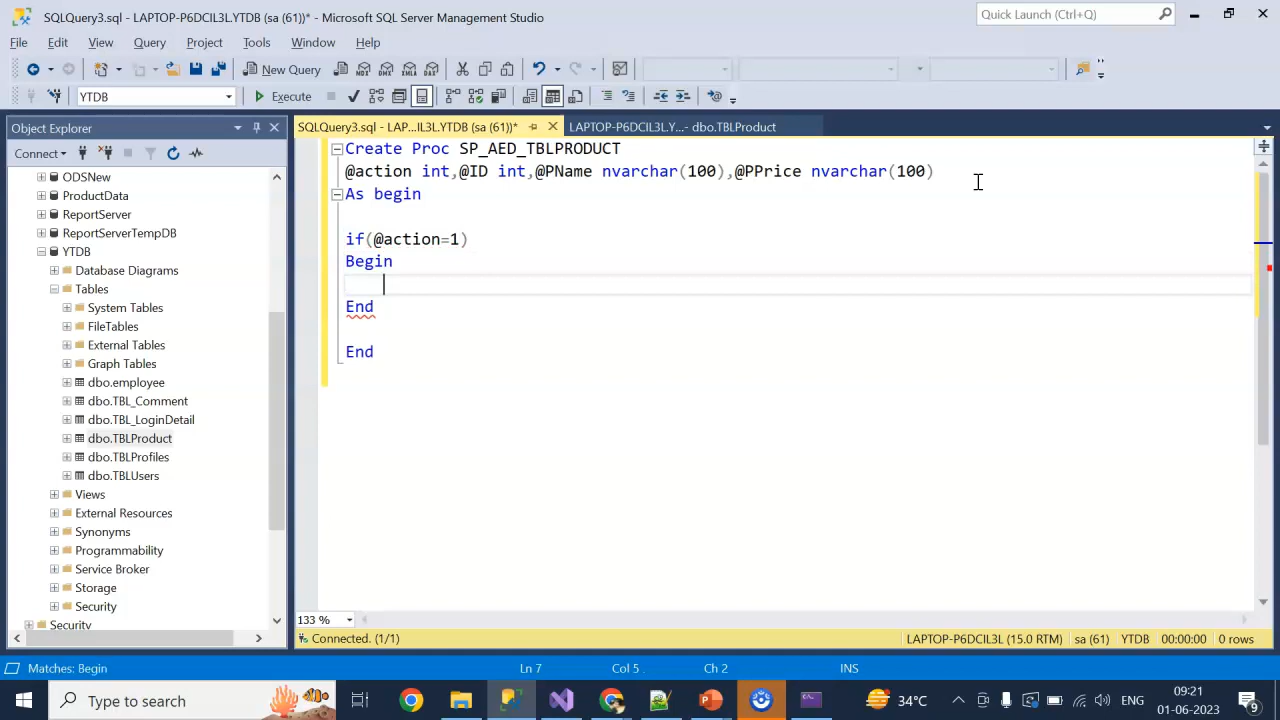 SQLQuery3.sql - LAPTOP-P6DCIL3L.YTDB (sa (61))* - Microsoft SQL Server Management Studio
Quick Launch (Ctrl+Q)
File Edit View Query Project Tools Window Help
New Query
MDX DMX XMLA DAX
YTDB
Execute
Object Explorer
SQLQuery3.sql - LAP...IL3L.YTDB (sa (61))*
LAPTOP-P6DCIL3L.Y...- dbo.TBLProduct
Connect
ODSNew
ProductData
ReportServer
ReportServerTempDB
YTDB
Database Diagrams
Tables
System Tables
FileTables
External Tables
Graph Tables
dbo.employee
dbo.TBL_Comment
dbo.TBL_LoginDetail
dbo.TBLProduct
dbo.TBLProfiles
dbo.TBLUsers
Views
External Resources
Synonyms
Programmability
Service Broker
Storage
Security
Security
Create Proc SP_AED_TBLPRODUCT
@action int,@ID int,@PName nvarchar(100),@PPrice nvarchar(100)
As begin
if(@action=1)
Begin
End
End
133 %
Connected. (1/1)
LAPTOP-P6DCIL3L (15.0 RTM) sa (61) YTDB 00:00:00 0 rows
Matches: Begin
Ln 7 Col 5 Ch 2 INS
Type here to search
34°C
ENG
09:21
01-06-2023
9